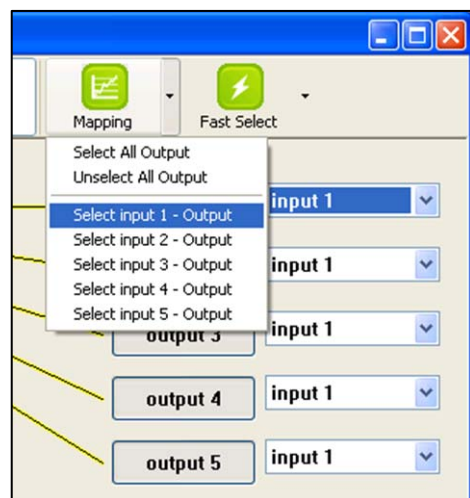 Mapping
Fast Select
Select All Output
Unselect All Output
Select input 1 - Output
Select input 2 - Output
Select input 3 - Output
Select input 4 - Output
Select input 5 - Output
input 1
input 1
output 3 input 1
output 4 input 1
output 5 input 1